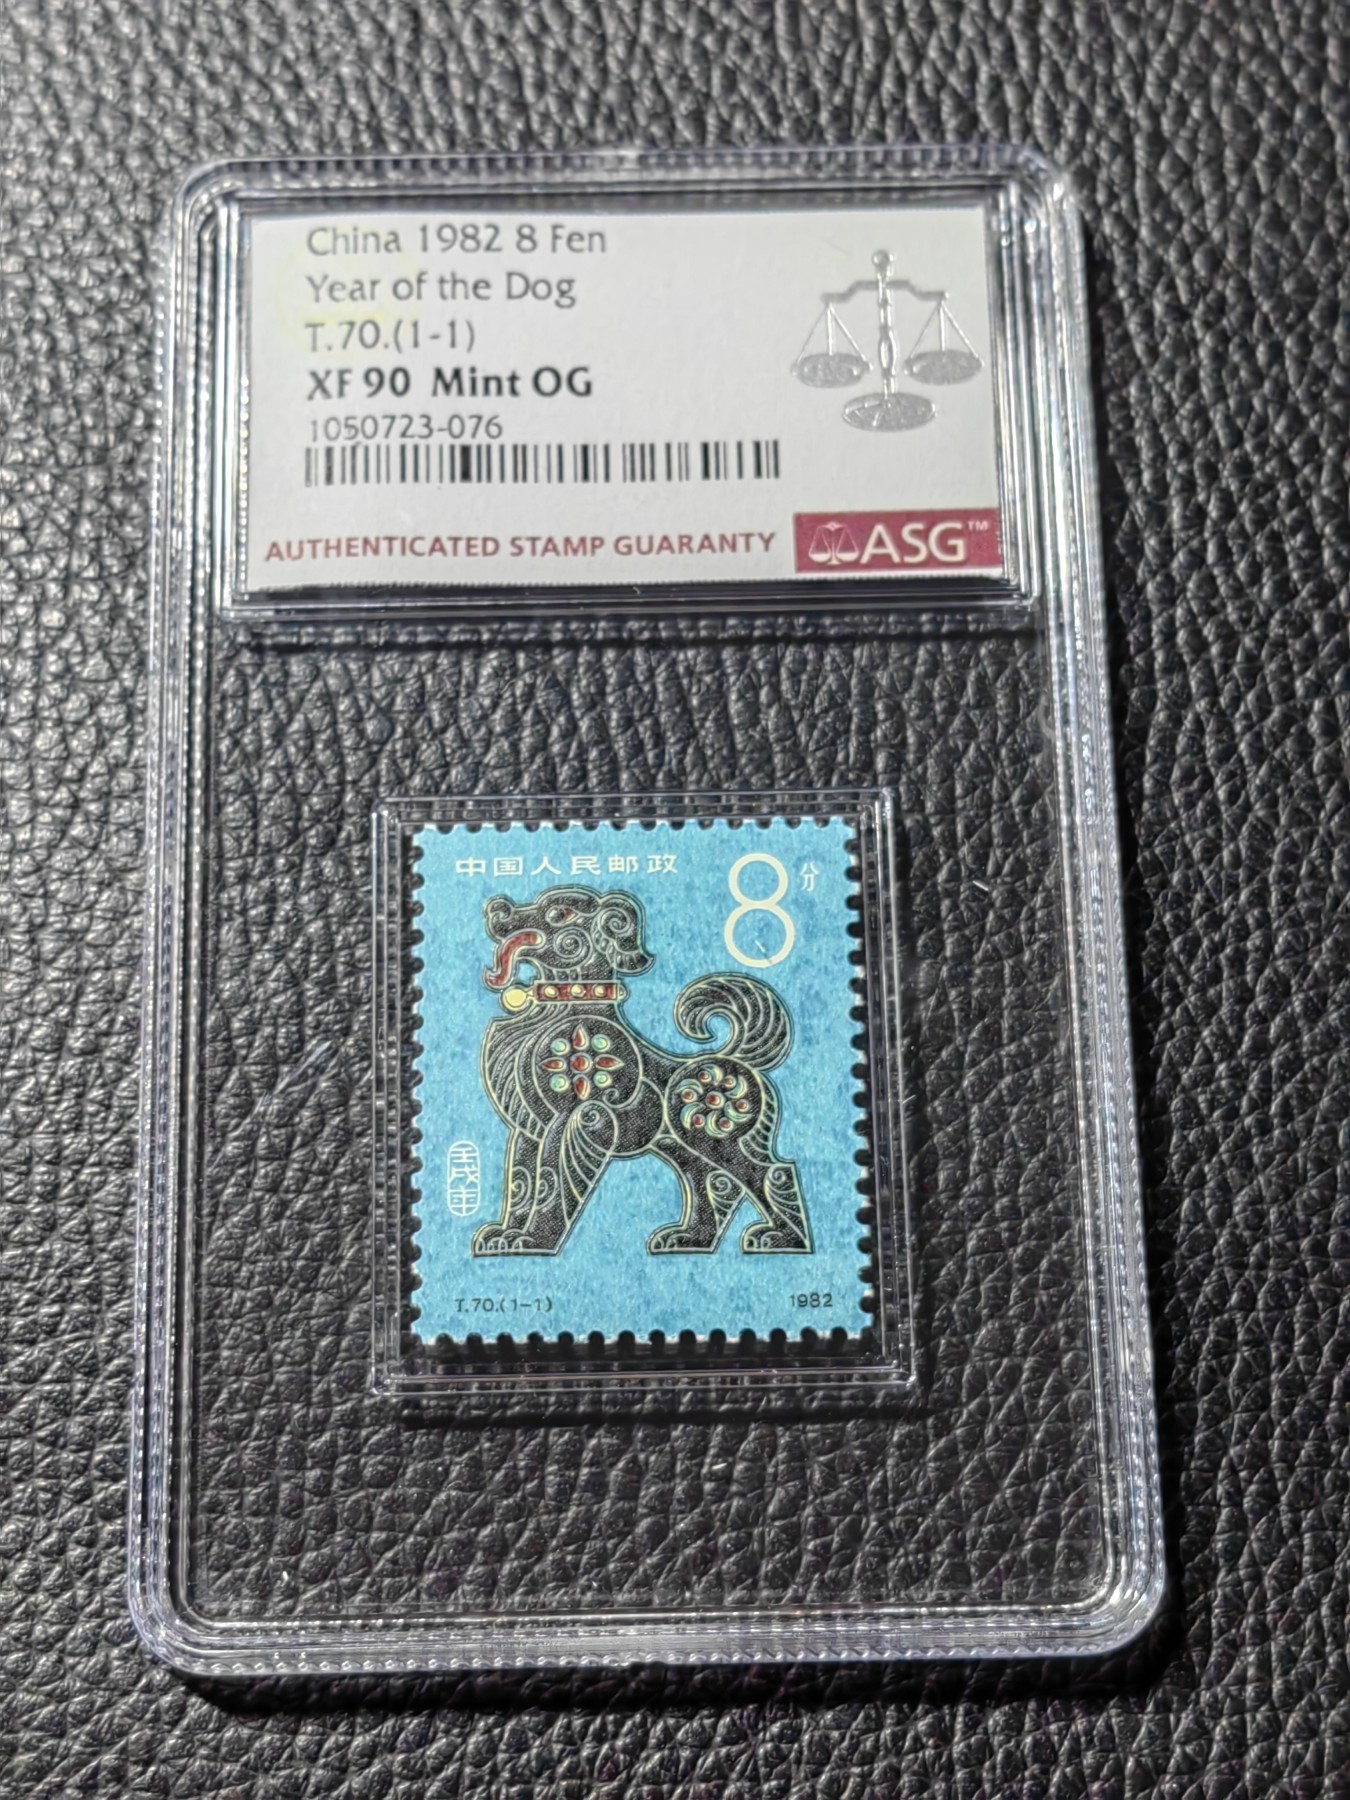 China 1982 8 Fen
Year of the Dog
T.70.(1-1)
XF 90 Mint OG
1050723-076
AUTHENTICATED STAMP GUARANTY
ASG™
中国人民邮政
8分
壬戌年
T.70.(1-1)
1982